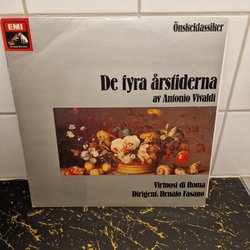 EMI
Önskeklassiker
De fyra årstiderna
av Antonio Vivaldi
Virtuosi di Roma
Dirigent: Renato Fasano